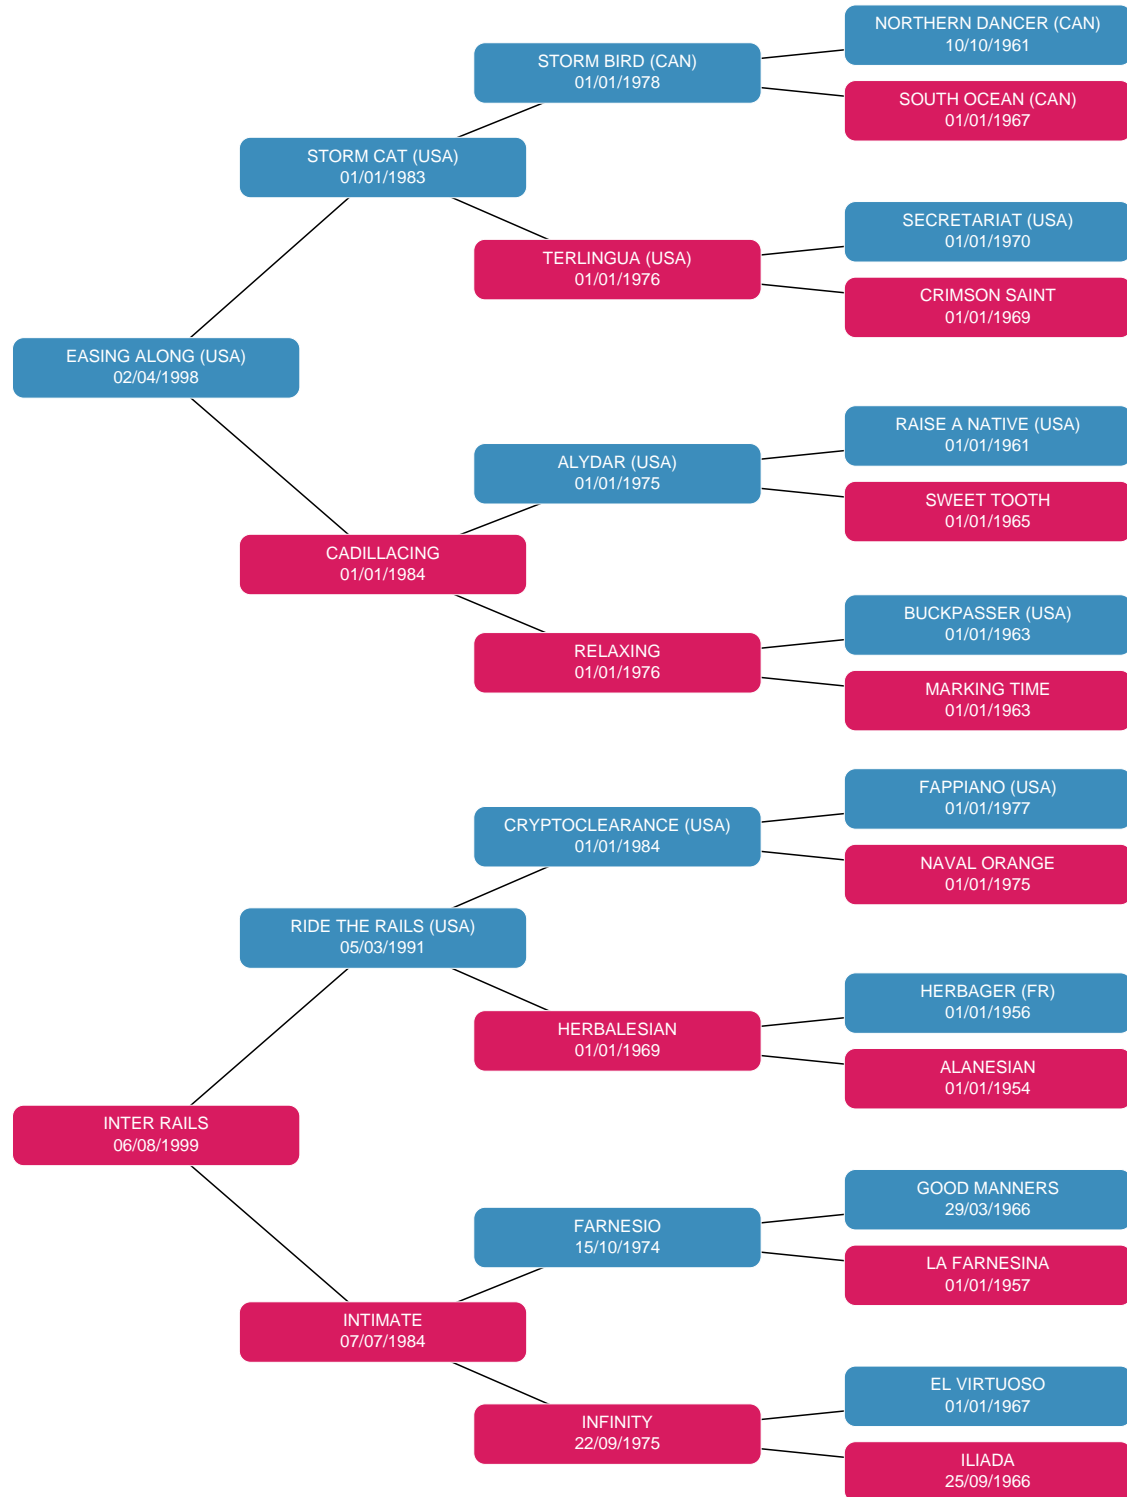 NORTHERN DANCER (CAN)
10/10/1961
STORM BIRD (CAN)
01/01/1978
SOUTH OCEAN (CAN)
01/01/1967
STORM CAT (USA)
01/01/1983
SECRETARIAT (USA)
01/01/1970
TERLINGUA (USA)
01/01/1976
CRIMSON SAINT
01/01/1969
EASING ALONG (USA)
02/04/1998
RAISE A NATIVE (USA)
01/01/1961
ALYDAR (USA)
01/01/1975
SWEET TOOTH
01/01/1965
CADILLACING
01/01/1984
BUCKPASSER (USA)
01/01/1963
RELAXING
01/01/1976
MARKING TIME
01/01/1963
FAPPIANO (USA)
01/01/1977
CRYPTOCLEARANCE (USA)
01/01/1984
NAVAL ORANGE
01/01/1975
RIDE THE RAILS (USA)
05/03/1991
HERBAGER (FR)
01/01/1956
HERBALESIAN
01/01/1969
ALANESIAN
01/01/1954
INTER RAILS
06/08/1999
GOOD MANNERS
29/03/1966
FARNESIO
15/10/1974
LA FARNESINA
01/01/1957
INTIMATE
07/07/1984
EL VIRTUOSO
01/01/1967
INFINITY
22/09/1975
ILIADA
25/09/1966